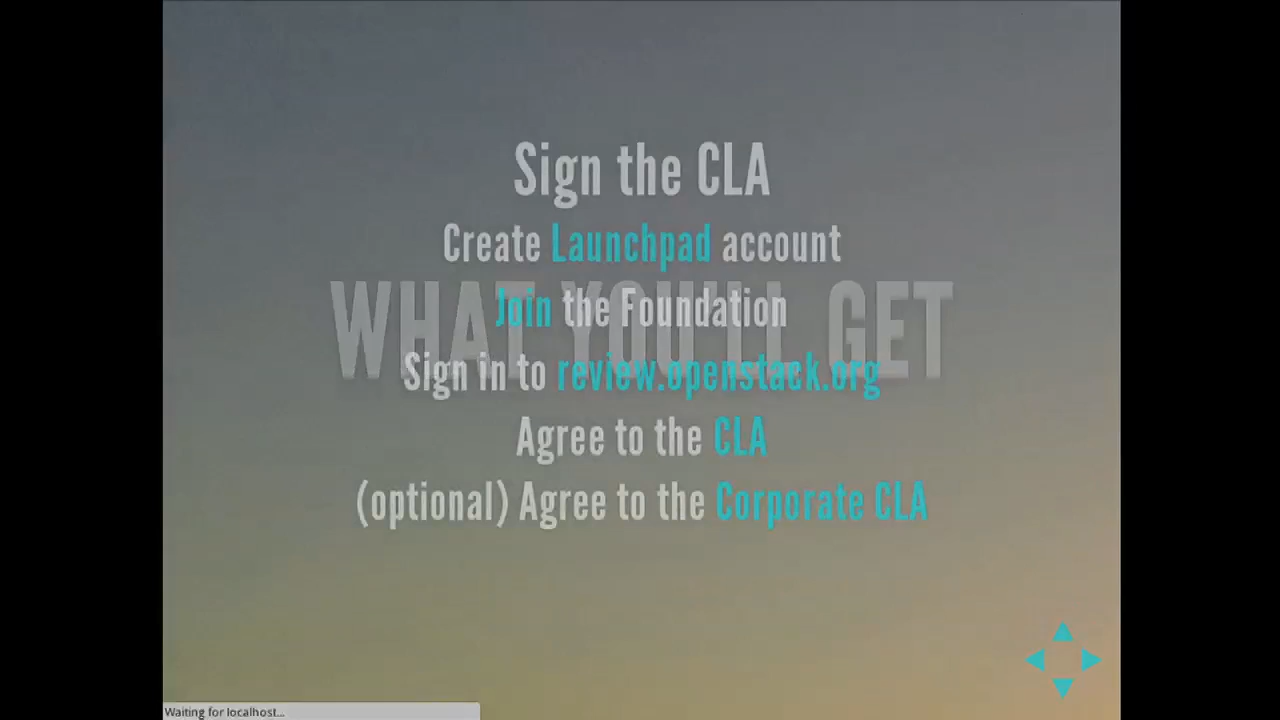 Sign the CLA
Create Launchpad account
WHAT YOU'LL GET
Join the Foundation
Sign in to review.openstack.org
Agree to the CLA
(optional) Agree to the Corporate CLA
Waiting for localhost...